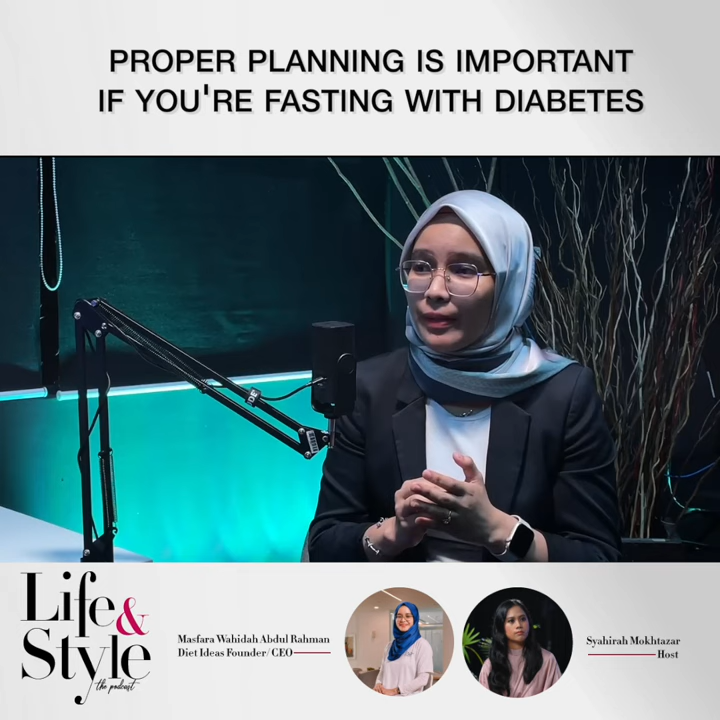 PROPER PLANNING IS IMPORTANT
IF YOU'RE FASTING WITH DIABETES
Life &
Style
the podcast
Masfara Wahidah Abdul Rahman
Diet Ideas Founder/ CEO
Syahirah Mokhtazar
Host